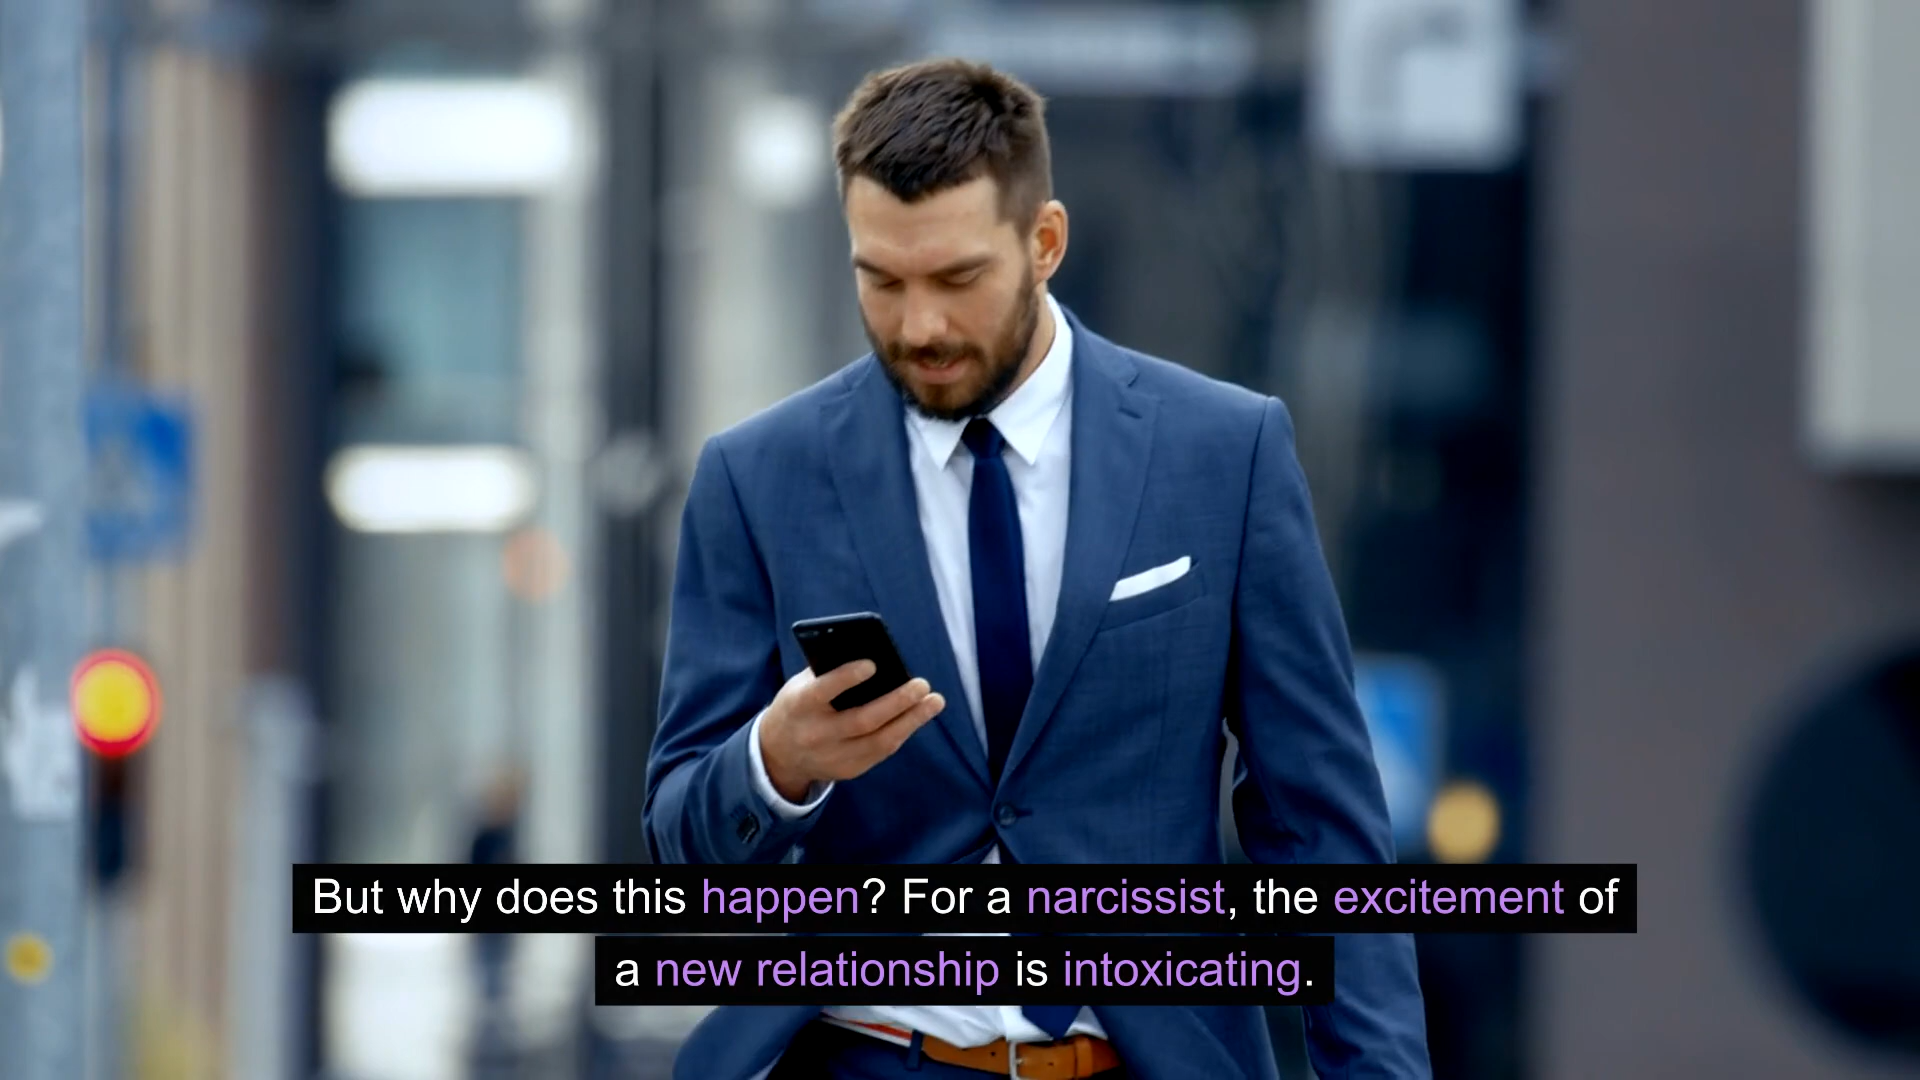 But why does this happen? For a narcissist, the excitement of
a new relationship is intoxicating.